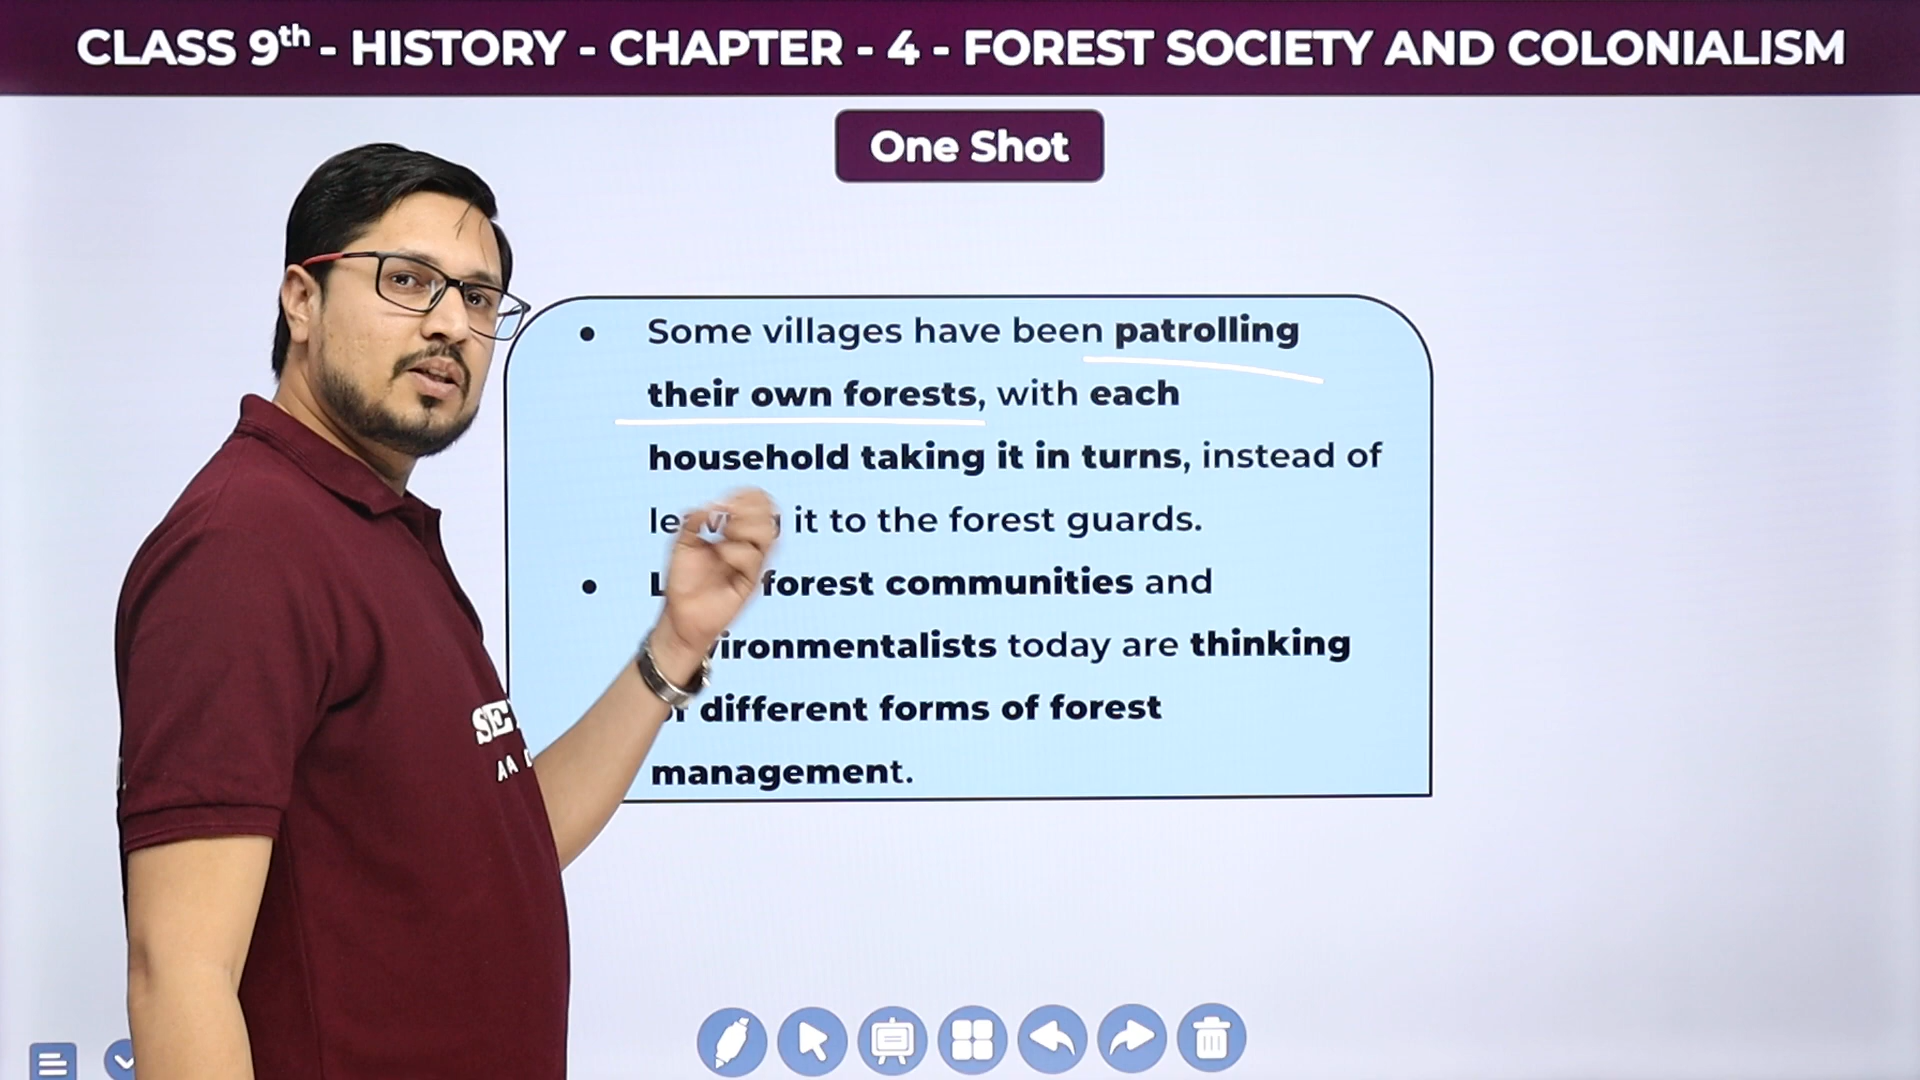 CLASS 9th - HISTORY - CHAPTER - 4 - FOREST SOCIETY AND COLONIALISM
One Shot
• Some villages have been patrolling
their own forests, with each
household taking it in turns, instead of
it to the forest guards.
• forest communities and
today are thinking
different forms of forest
management.